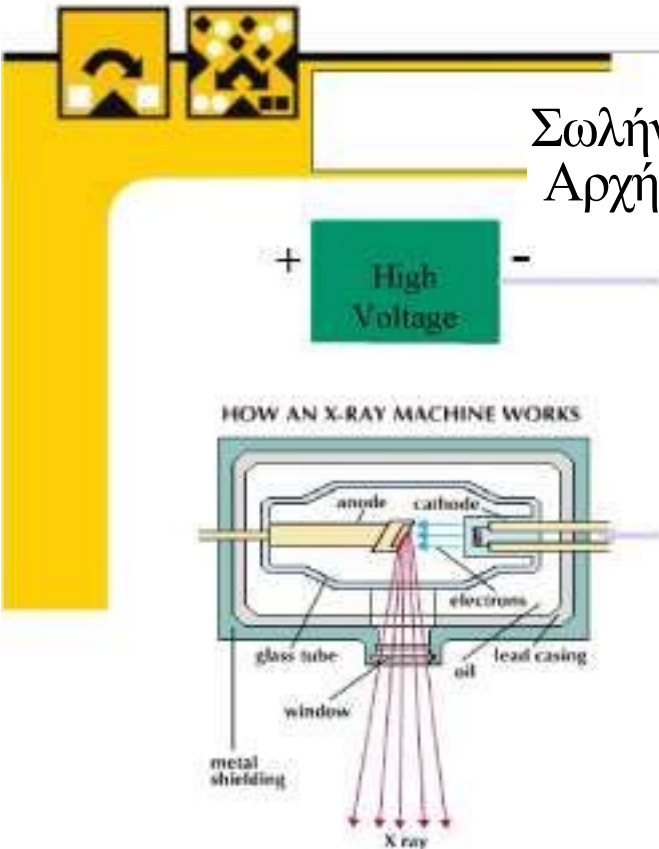 Αρχή
+
-
High
Voltage
HOW AN X-RAY MACHINE WORKS
anode cathode
electrons
glass tube
oil
lead casing
window
metal
shielding
X ray